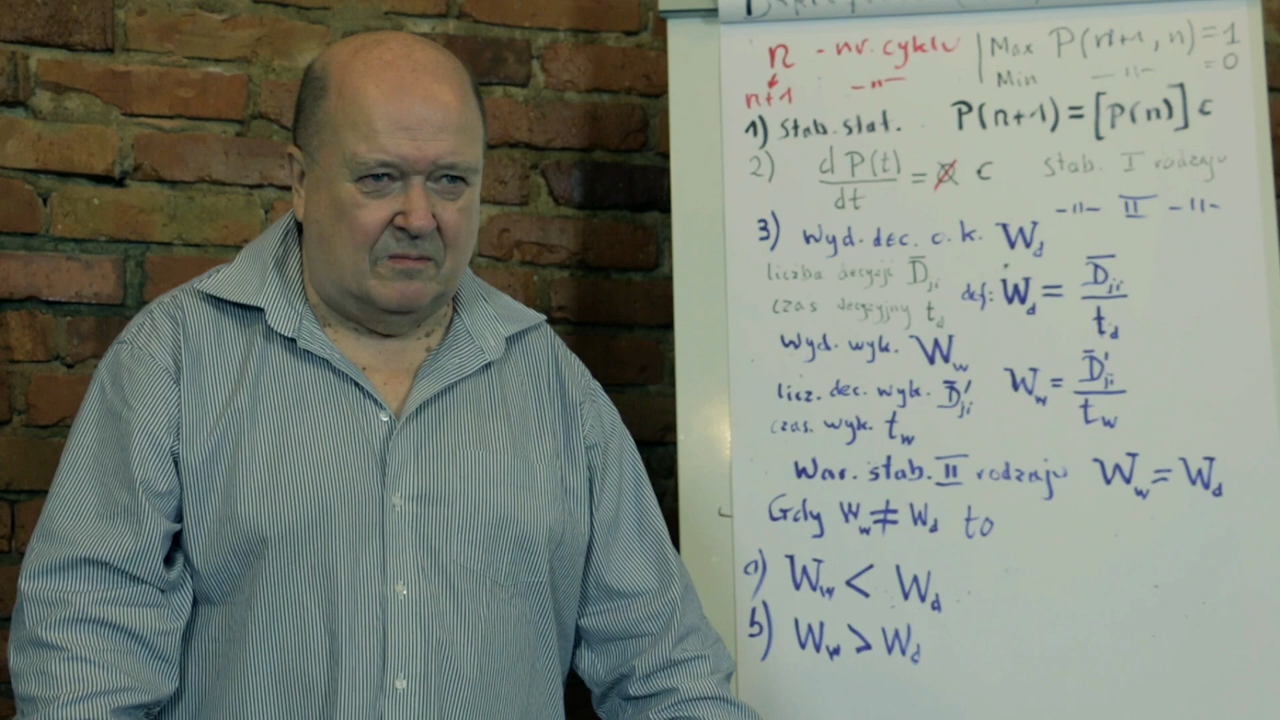 n - nr. cyklu | Max P(n+1, n) = 1
n+1 -"- Min -"- = 0
1) Stab. stat. P(n+1) = [P(n)] c
2) dP(t)/dt = c Stab. I rodzaju
-"- II -"-
3) Wyd. dec. o. k. W_d
liczba decyzji D̄_ji
def: W_d = D̄_ji / t_d
czas decyzyjny t_d
Wyd. wyk. W_w
licz. dec. wyk. D̄'_ji W_w = D̄'_ji / t_w
czas. wyk. t_w
War. stab. II rodzaju W_w = W_d
Gdy W_w ≠ W_d to
a) W_w < W_d
b) W_w > W_d